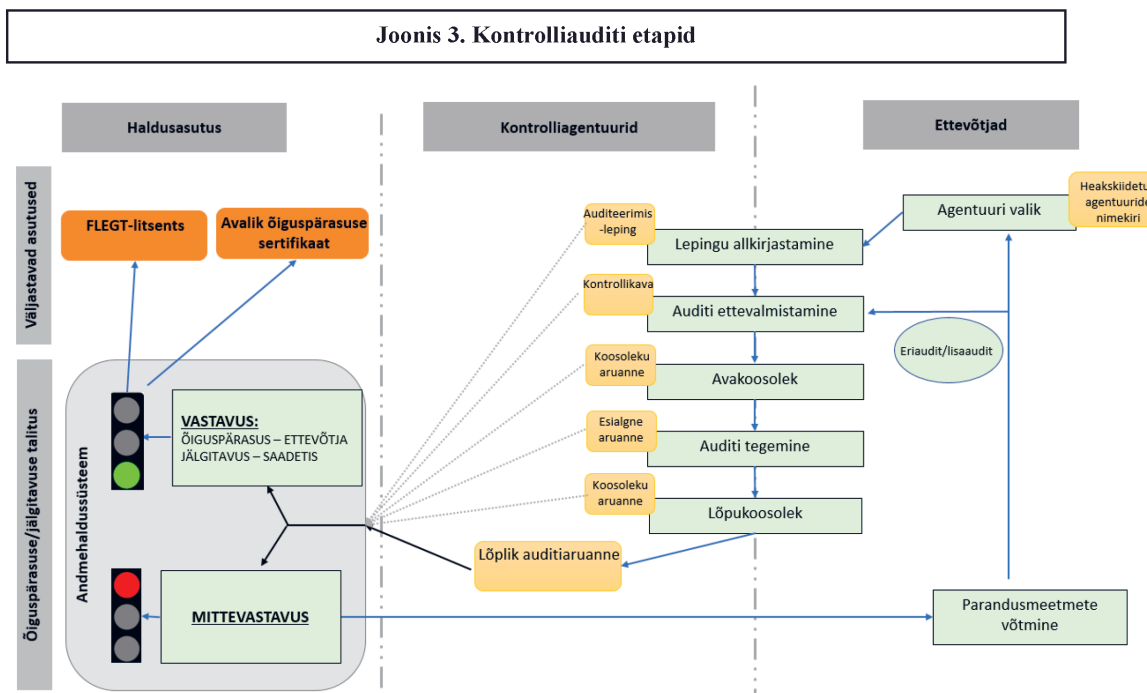 Joonis 3. Kontrolliauditi etapid
Haldusasutus
Kontrolliagentuurid
Ettevõtjad
Väljastavad asutused
FLEGT-litsents
Avalik õiguspärasuse
sertifikaat
Auditeerimis
-leping
Lepingu allkirjastamine
Agentuuri valik
Heakskiidetu
agentuuride
nimekiri
Kontrollikava
Auditi ettevalmistamine
Eriaudit/lisaaudit
Koosoleku
aruanne
Avakoosolek
Esialgne
aruanne
Auditi tegemine
Koosoleku
aruanne
Lõpukoosolek
Lõplik auditiaruanne
Õiguspärasuse/jälgitavuse talitus
Andmehaldussüsteem
VASTAVUS:
ÕIGUSPÄRASUS – ETTEVÕTJA
JÄLGITAVUS – SAADETIS
MITTEVASTAVUS
Parandusmeetmete
võtmine